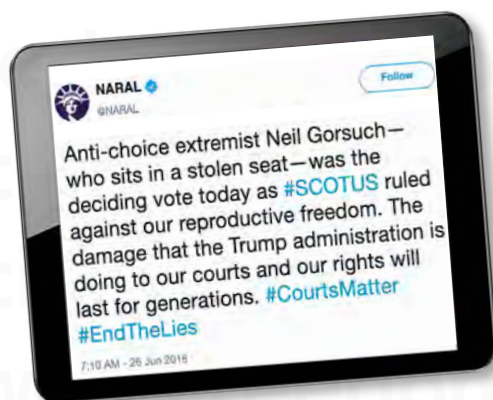 NARAL
@NARAL
Follow
Anti-choice extremist Neil Gorsuch—
who sits in a stolen seat—was the
deciding vote today as #SCOTUS ruled
against our reproductive freedom. The
damage that the Trump administration is
doing to our courts and our rights will
last for generations. #CourtsMatter
#EndTheLies
7:10 AM - 26 Jun 2018